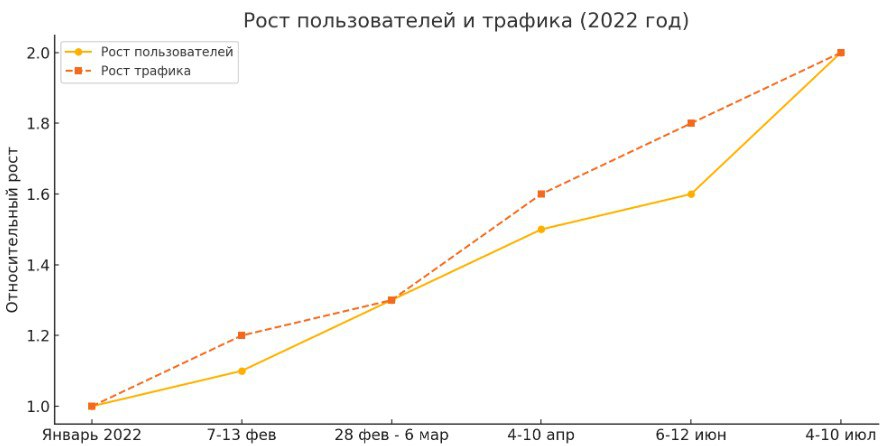 Рост пользователей и трафика (2022 год)
Рост пользователей
Рост трафика
Относительный рост
2.0
1.8
1.6
1.4
1.2
1.0
Январь 2022
7-13 фев
28 фев - 6 мар
4-10 апр
6-12 июн
4-10 июл